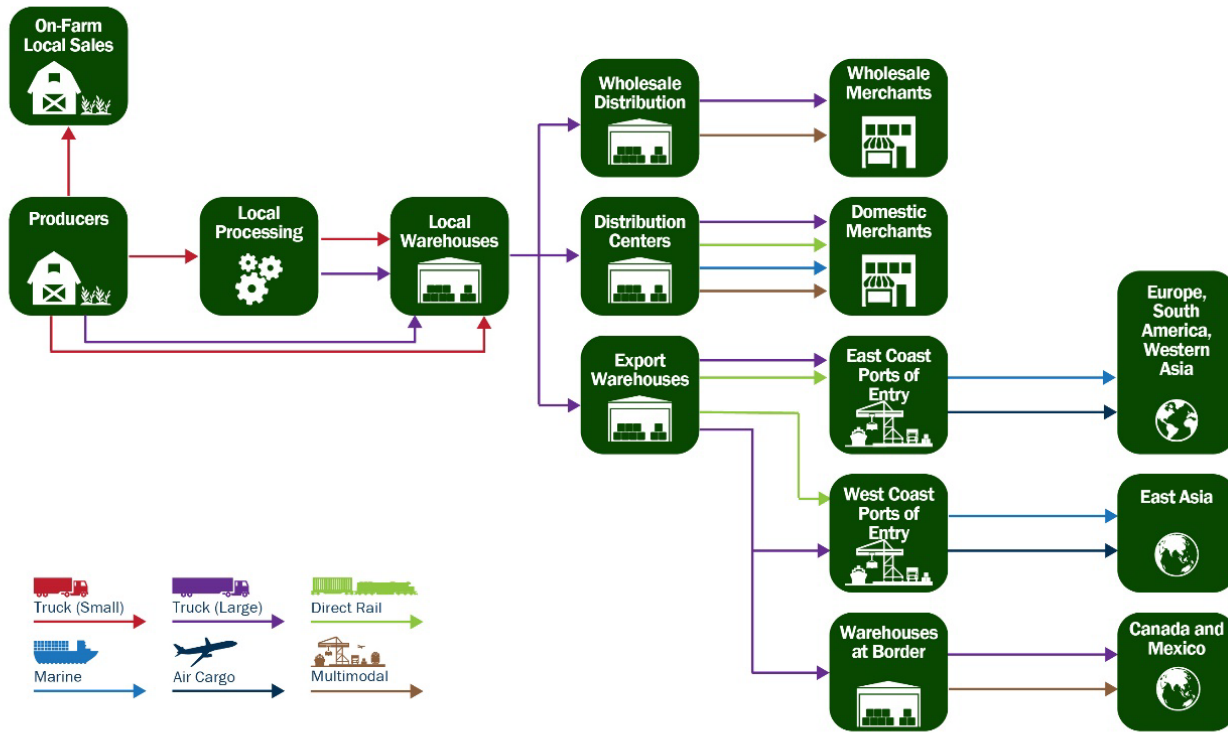 On-Farm
Local Sales
Producers
Local
Processing
Local
Warehouses
Wholesale
Distribution
Wholesale
Merchants
Distribution
Centers
Domestic
Merchants
Export
Warehouses
East Coast
Ports of
Entry
Europe,
South
America,
Western
Asia
West Coast
Ports of
Entry
East Asia
Warehouses
at Border
Canada and
Mexico
Truck (Small)
Truck (Large)
Direct Rail
Marine
Air Cargo
Multimodal